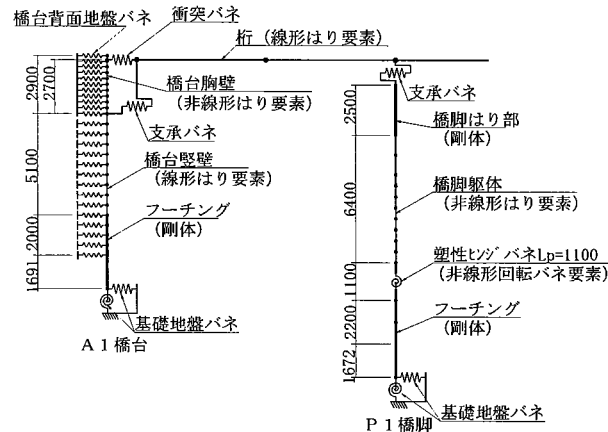 橋台背面地盤バネ
衝突バネ
桁（線形はり要素）
橋台胸壁
（非線形はり要素）
支承バネ
橋台竪壁
（線形はり要素）
フーチング
（剛体）
基礎地盤バネ
Ａ１橋台
2900
2700
5100
2000
1691
支承バネ
橋脚はり部
（剛体）
橋脚躯体
（非線形はり要素）
塑性ﾋﾝｼﾞバネLp=1100
（非線形回転バネ要素）
フーチング
（剛体）
基礎地盤バネ
Ｐ１橋脚
2500
6400
1100
2200
1672